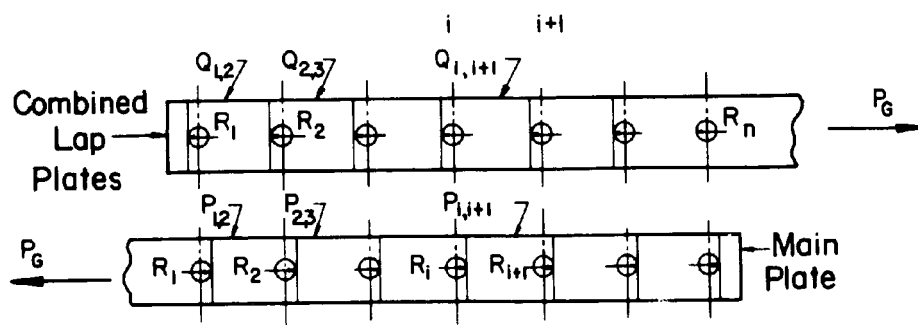 i i+1
Q1,2 Q2,3 Qi,i+1
Combined Lap Plates
R1 R2 Rn
PG
P1,2 P2,3 Pi,i+1
PG
R1 R2 Ri Ri+1
Main Plate